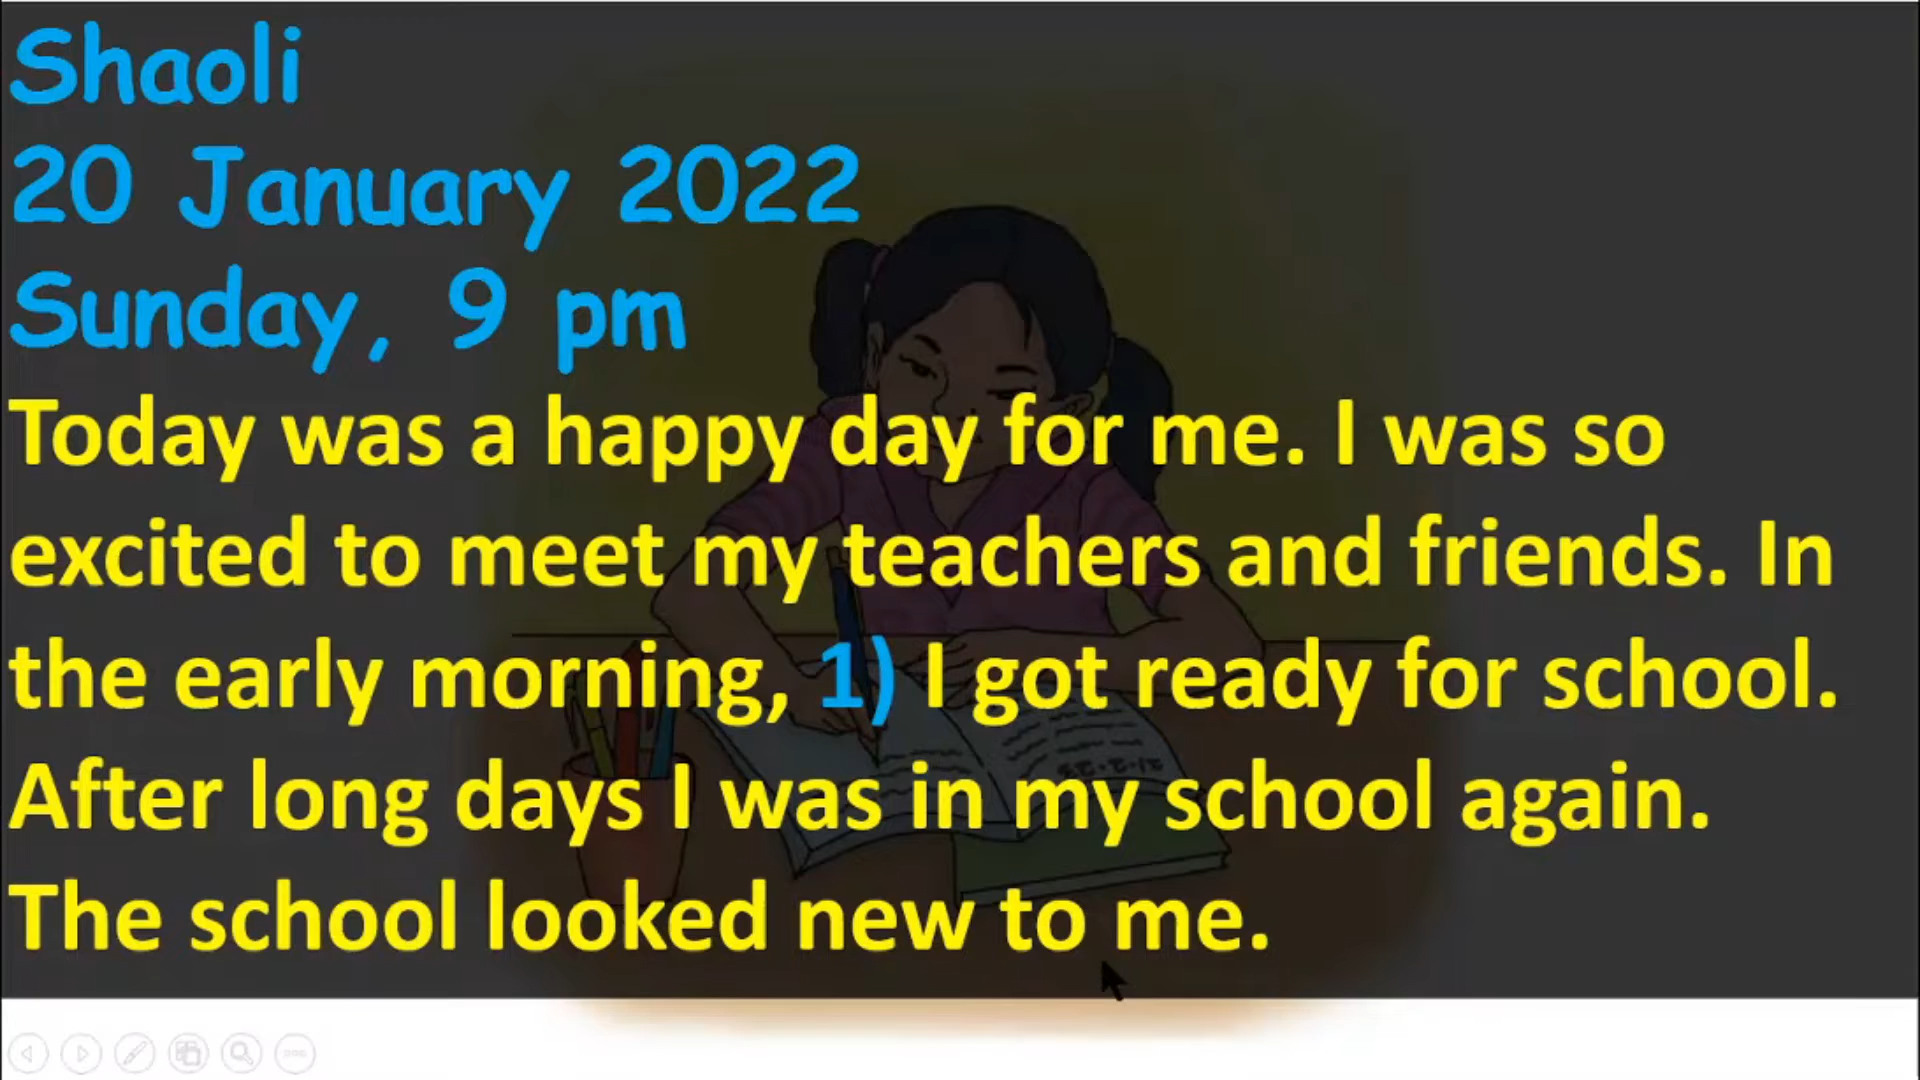 Shaoli
20 January 2022
Sunday, 9 pm
Today was a happy day for me. I was so
excited to meet my teachers and friends. In
the early morning, 1) I got ready for school.
After long days I was in my school again.
The school looked new to me.